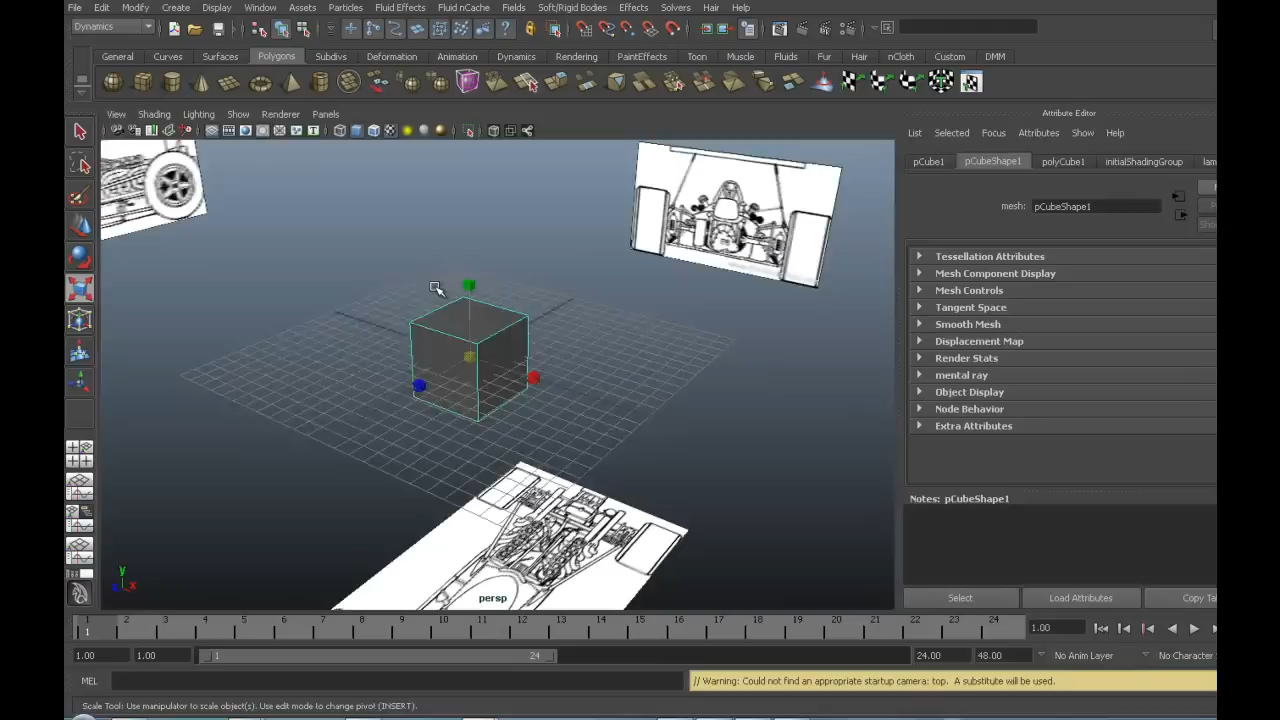 File Edit Modify Create Display Window Assets Particles Fluid Effects Fluid nCache Fields Soft/Rigid Bodies Effects Solvers Hair Help
Dynamics
General Curves Surfaces Polygons Subdivs Deformation Animation Dynamics Rendering PaintEffects Toon Muscle Fluids Fur Hair nCloth Custom DMM
View Shading Lighting Show Renderer Panels
Attribute Editor
List Selected Focus Attributes Show Help
pCube1 pCubeShape1 polyCube1 initialShadingGroup lam
mesh: pCubeShape1
Tessellation Attributes
Mesh Component Display
Mesh Controls
Tangent Space
Smooth Mesh
Displacement Map
Render Stats
mental ray
Object Display
Node Behavior
Extra Attributes
Notes: pCubeShape1
y
x
persp
Select Load Attributes Copy Ta
1 2 3 4 5 6 7 8 9 10 11 12 13 14 15 16 17 18 19 20 21 22 23 24
1 1.00
1.00 1.00 1 24 24.00 48.00 No Anim Layer No Character
MEL // Warning: Could not find an appropriate startup camera: top. A substitute will be used.
Scale Tool: Use manipulator to scale object(s). Use edit mode to change pivot (INSERT).